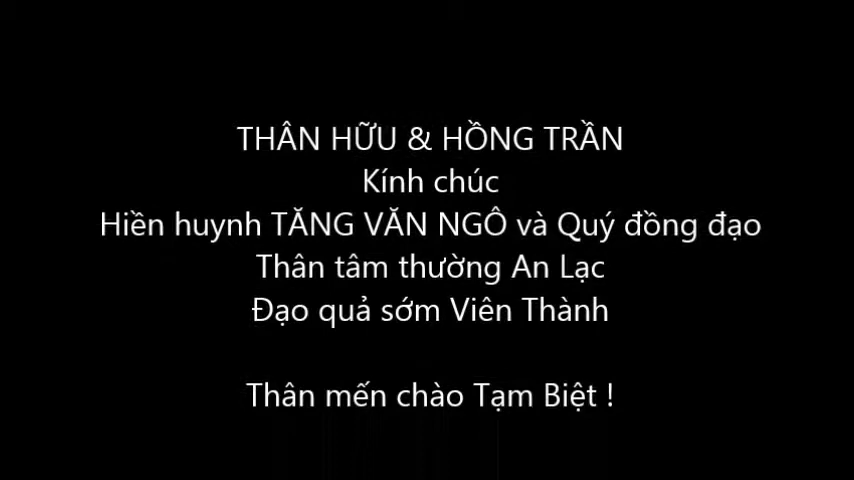 THÂN HỮU & HỒNG TRẦN
Kính chúc
Hiền huynh TĂNG VĂN NGÔ và Quý đồng đạo
Thân tâm thường An Lạc
Đạo quả sớm Viên Thành
Thân mến chào Tạm Biệt !